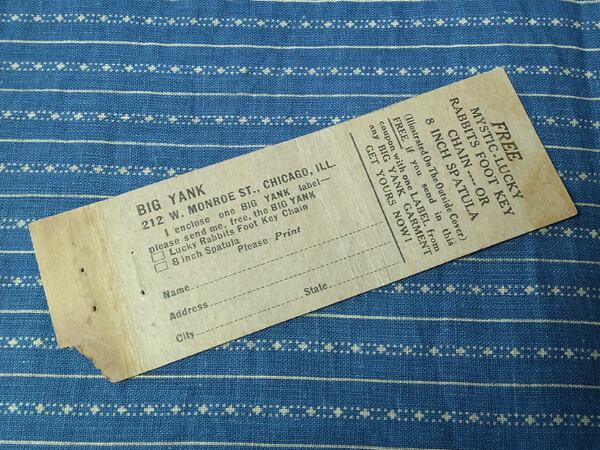 BIG YANK
212 W. MONROE ST., CHICAGO, ILL.
I enclose one BIG YANK label—
please send me, free, the BIG YANK
Lucky Rabbits Foot Key Chain
8 inch Spatula
Please Print
Name
Address
City State
FREE
MYSTIC-LUCKY
RABBITS FOOT KEY
CHAIN --- OR
8 INCH SPATULA
(Illustrated On The Outside Cover)
FREE if you send in this
coupon with one LABEL from
any BIG YANK GARMENT
GET YOURS NOW!